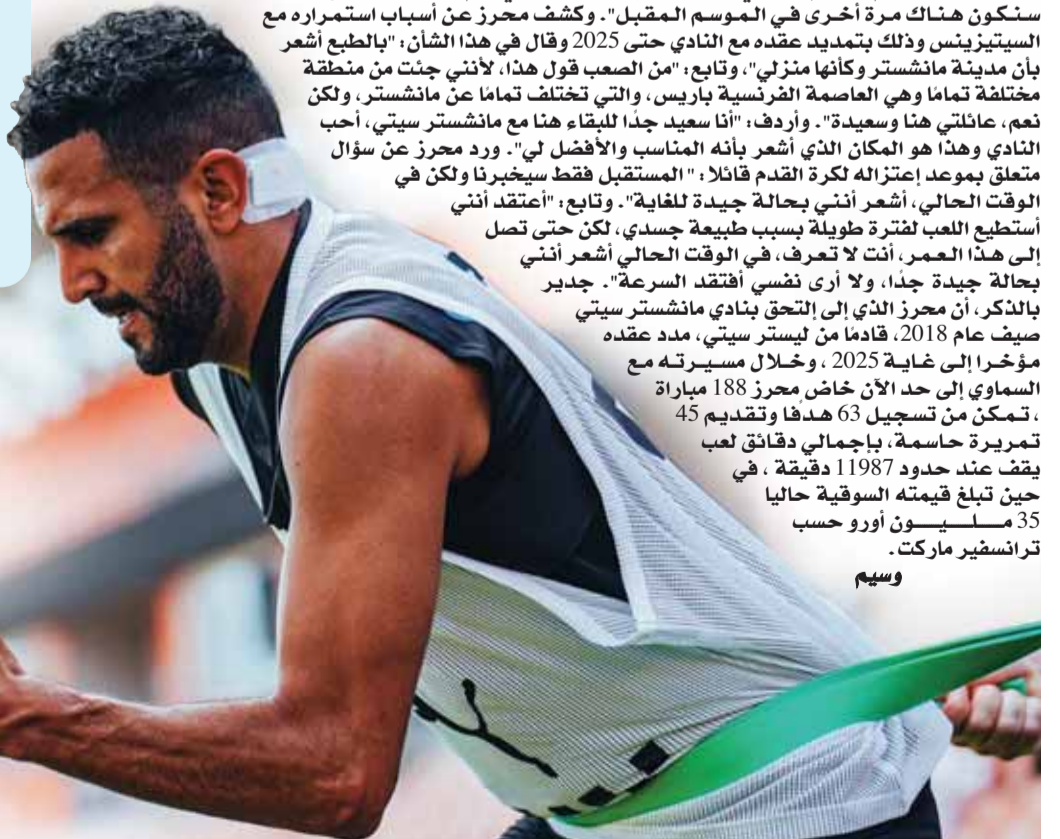 سنكون هناك مرة أخرى في الموسم المقبل". وكشف محرز عن أسباب استمراره مع
السيتيزينس وذلك بتمديد عقده مع النادي حتى 2025 وقال في هذا الشأن: "بالطبع أشعر
بأن مدينة مانشستر وكأنها منزلي"، وتابع: "من الصعب قول هذا، لأنني جئت من منطقة
مختلفة تمامًا وهي العاصمة الفرنسية باريس، والتي تختلف تمامًا عن مانشستر، ولكن
نعم، عائلتي هنا وسعيدة". وأردف: "أنا سعيد جدًا للبقاء هنا مع مانشستر سيتي، أحب
النادي وهذا هو المكان الذي أشعر بأنه المناسب والأفضل لي". ورد محرز عن سؤال
متعلق بموعد إعتزاله لكرة القدم قائلا: "المستقبل فقط سيخبرنا ولكن في
الوقت الحالي، أشعر أنني بحالة جيدة للغاية". وتابع: "أعتقد أنني
أستطيع اللعب لفترة طويلة بسبب طبيعة جسدي، لكن حتى تصل
إلى هذا العمر، أنت لا تعرف، في الوقت الحالي أشعر أنني
بحالة جيدة جدًا، ولا أرى نفسي أفتقد السرعة". جدير
بالذكر، أن محرز الذي إلى إلتحق بنادي مانشستر سيتي
صيف عام 2018، قادمًا من ليستر سيتي، مدد عقده
مؤخرا إلى غاية 2025 ، وخلال مسيرته مع
السماوي إلى حد الآن خاض محرز 188 مباراة
، تمكن من تسجيل 63 هدفًا وتقديم 45
تمريرة حاسمة، بإجمالي دقائق لعب
يقف عند حدود 11987 دقيقة ، في
حين تبلغ قيمته السوقية حاليا
35 مليون أورو حسب
ترانسفير ماركت.
وسيم